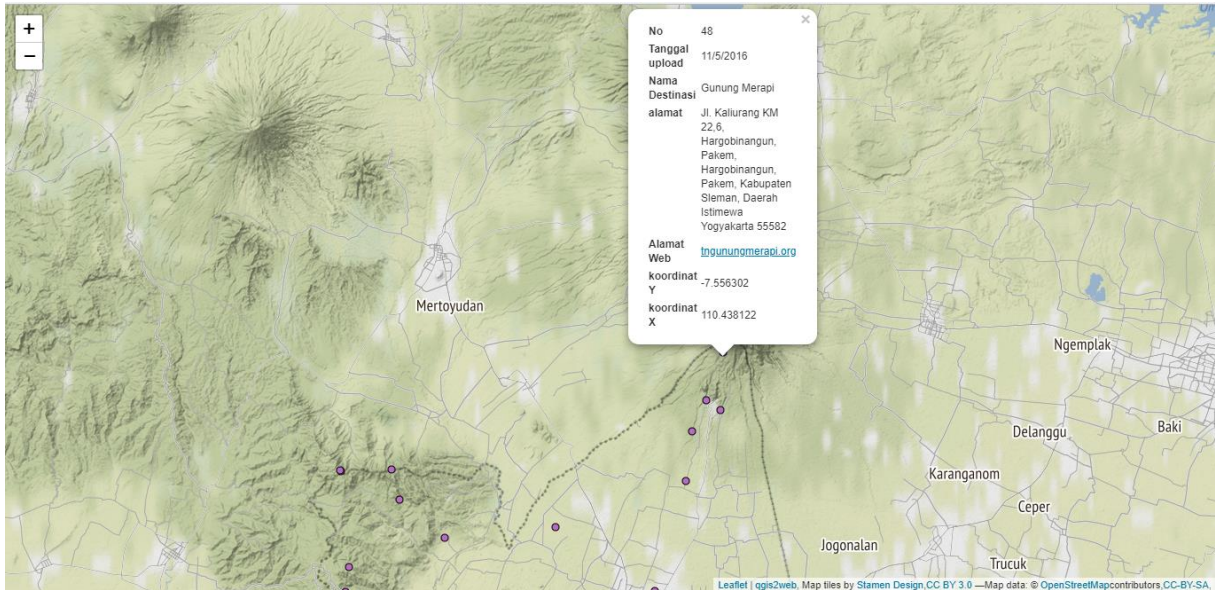 +
−
×
No 48
Tanggal upload 11/5/2016
Nama Destinasi Gunung Merapi
alamat Jl. Kaliurang KM
22,6,
Hargobinangun,
Pakem,
Hargobinangun,
Pakem, Kabupaten
Sleman, Daerah
Istimewa
Yogyakarta 55582
Alamat Web tngunungmerapi.org
koordinat Y -7.556302
koordinat X 110.438122
Mertoyudan
Ngemplak
Baki
Delanggu
Karanganom
Ceper
Jogonalan
Trucuk
Leaflet | qgis2web, Map tiles by Stamen Design,CC BY 3.0 —Map data: © OpenStreetMapcontributors,CC-BY-SA,